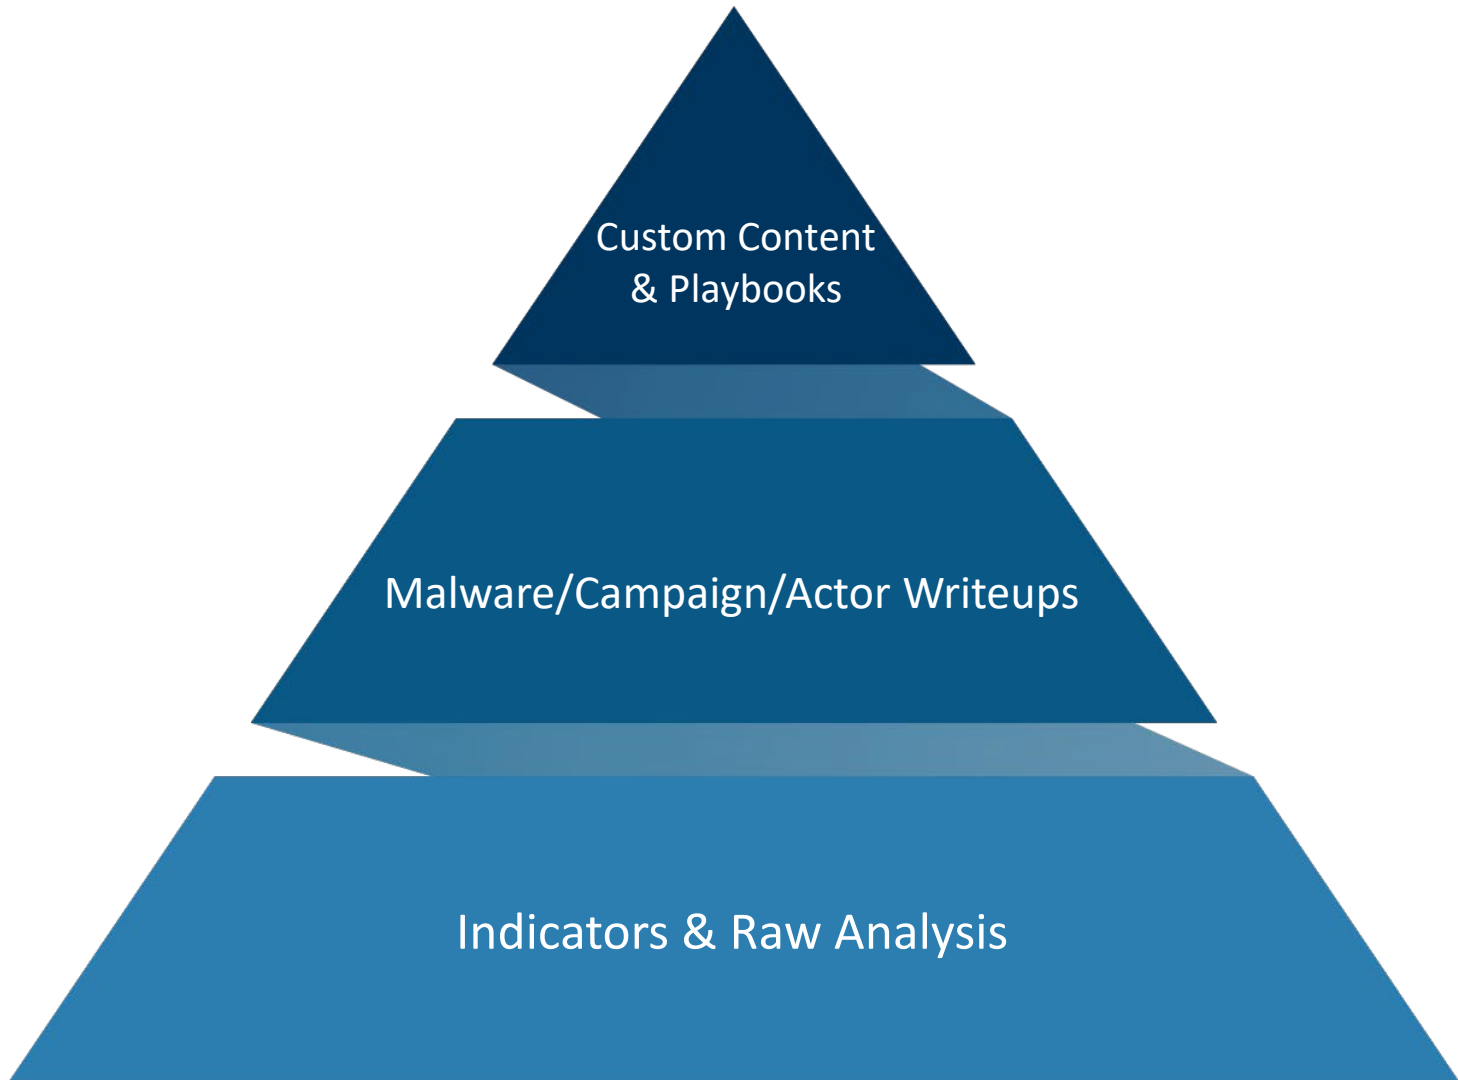 Custom Content
& Playbooks
Malware/Campaign/Actor Writeups
Indicators & Raw Analysis